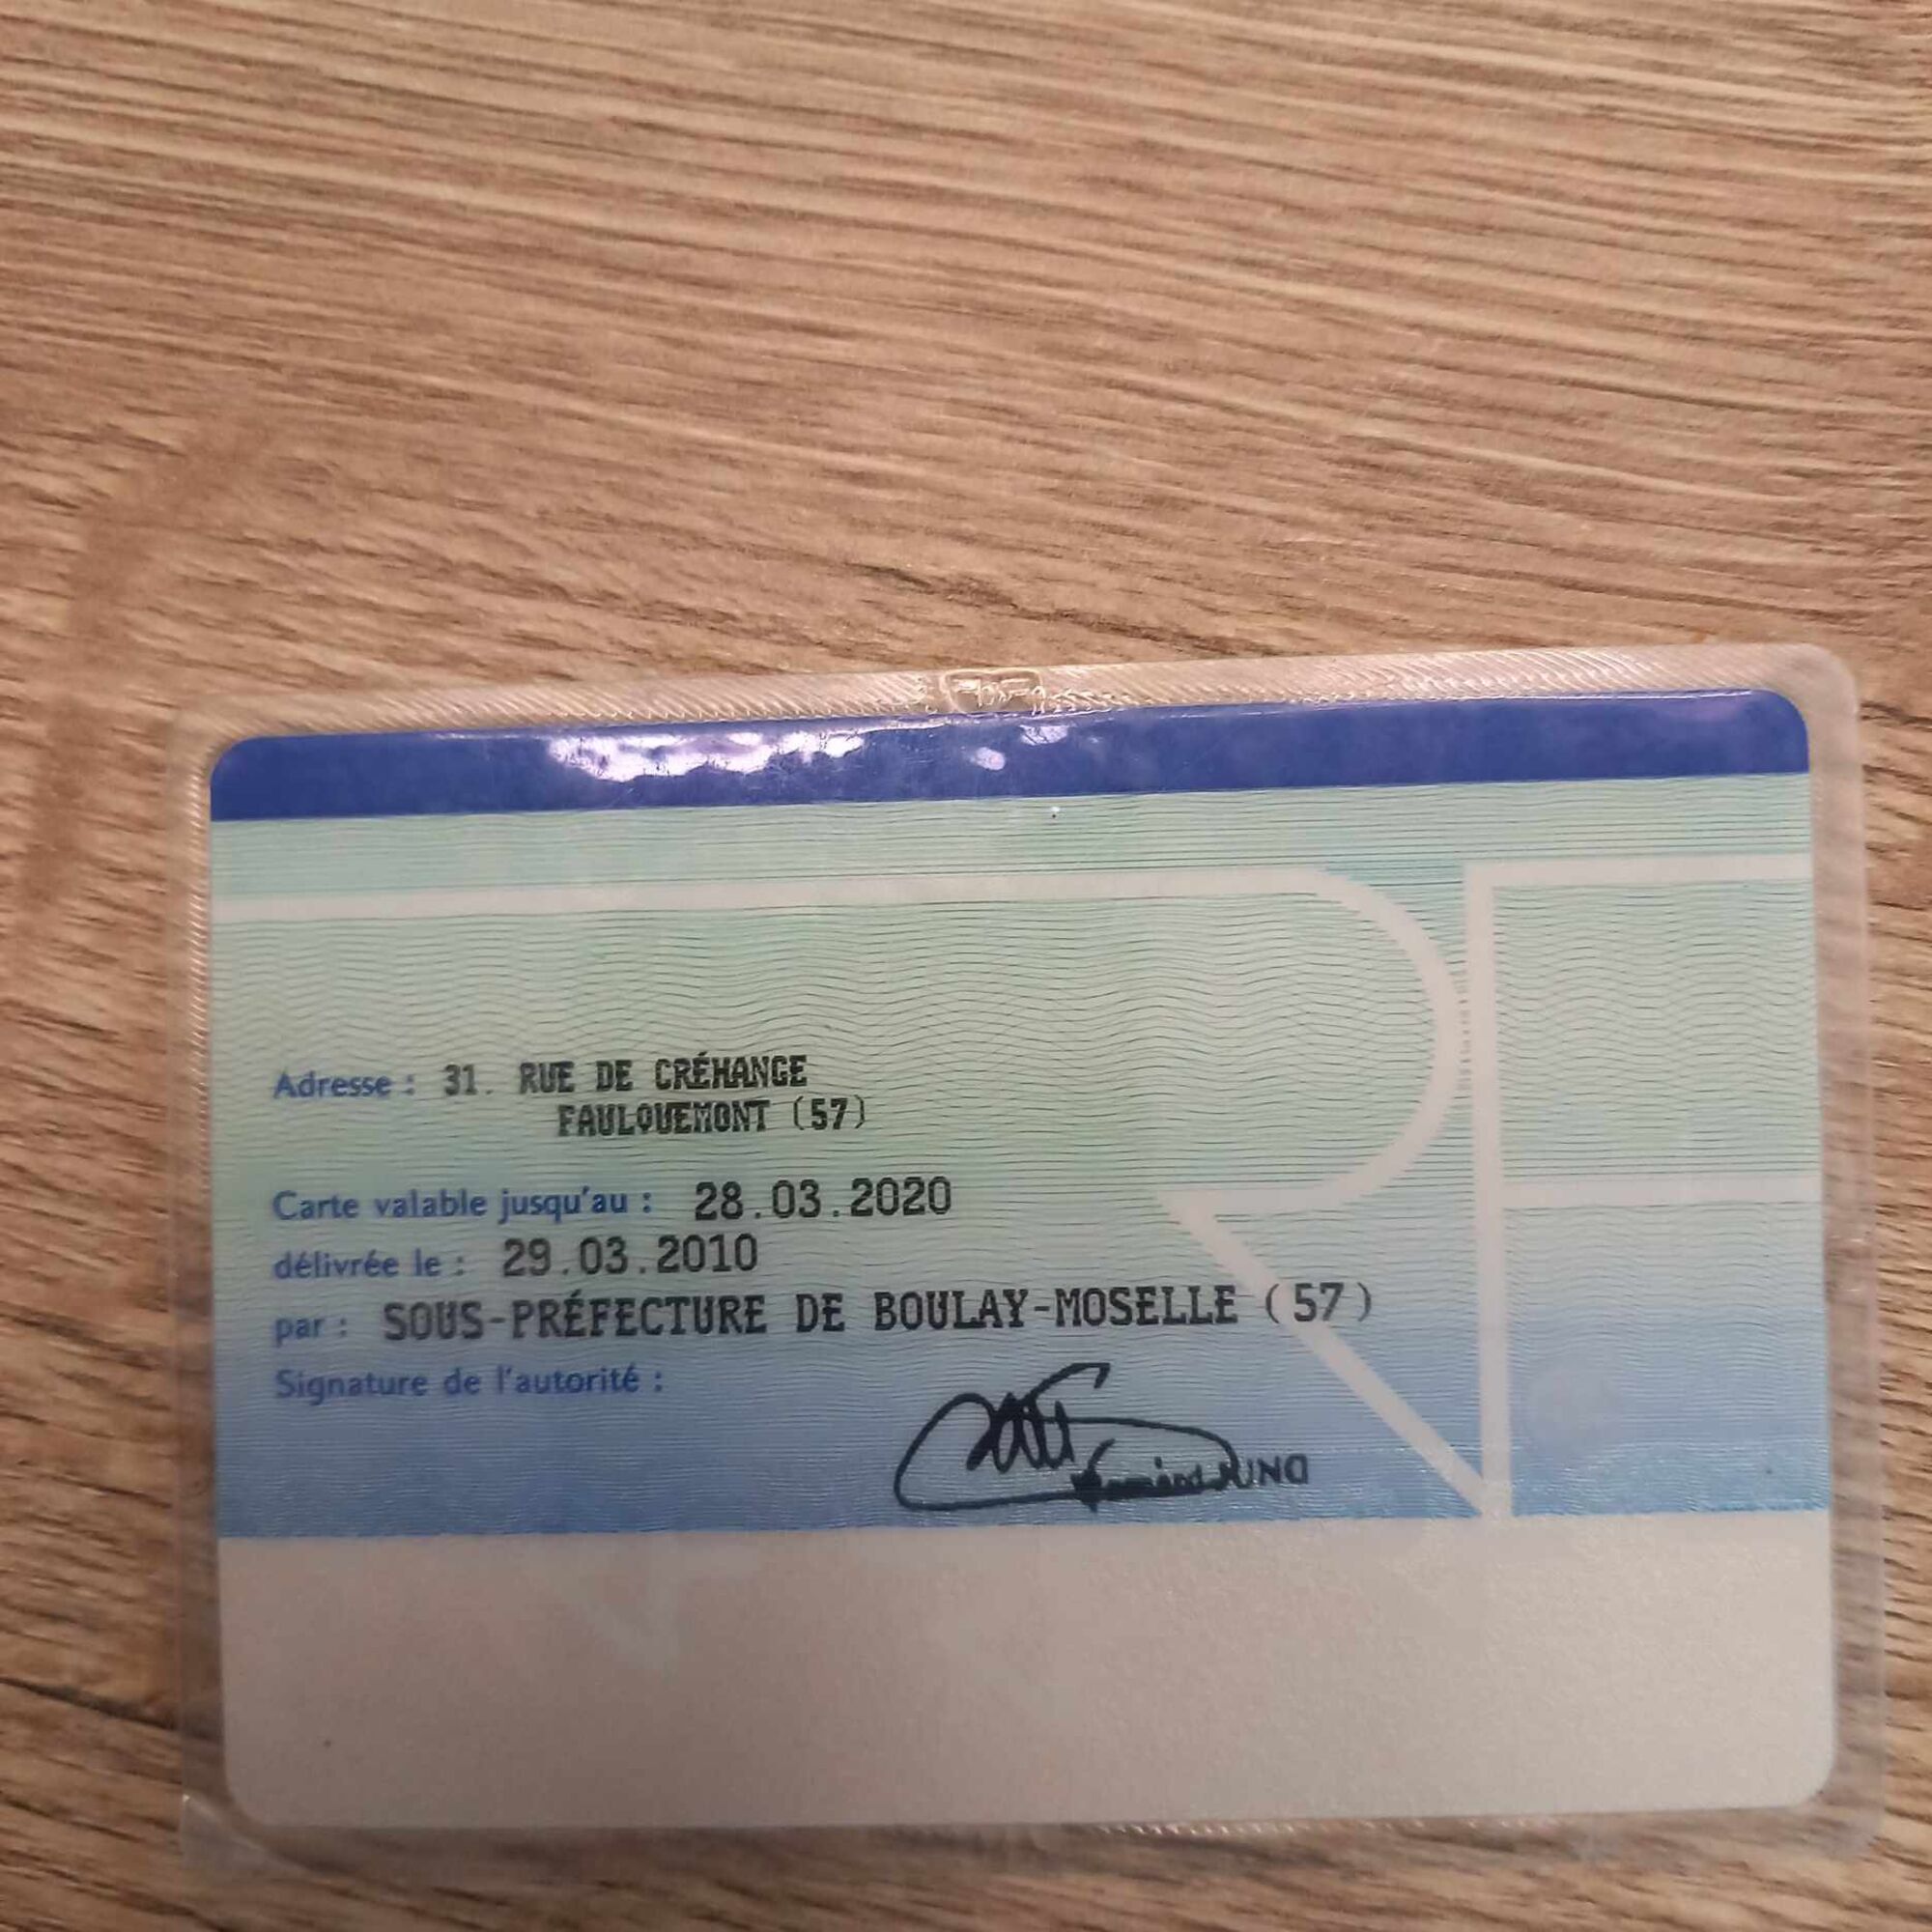 Adresse : 31. RUE DE CRÉHANGE
FAULQUEMONT (57)
Carte valable jusqu'au : 28.03.2020
délivrée le : 29.03.2010
par : SOUS-PRÉFECTURE DE BOULAY-MOSELLE (57)
Signature de l'autorité :
RF